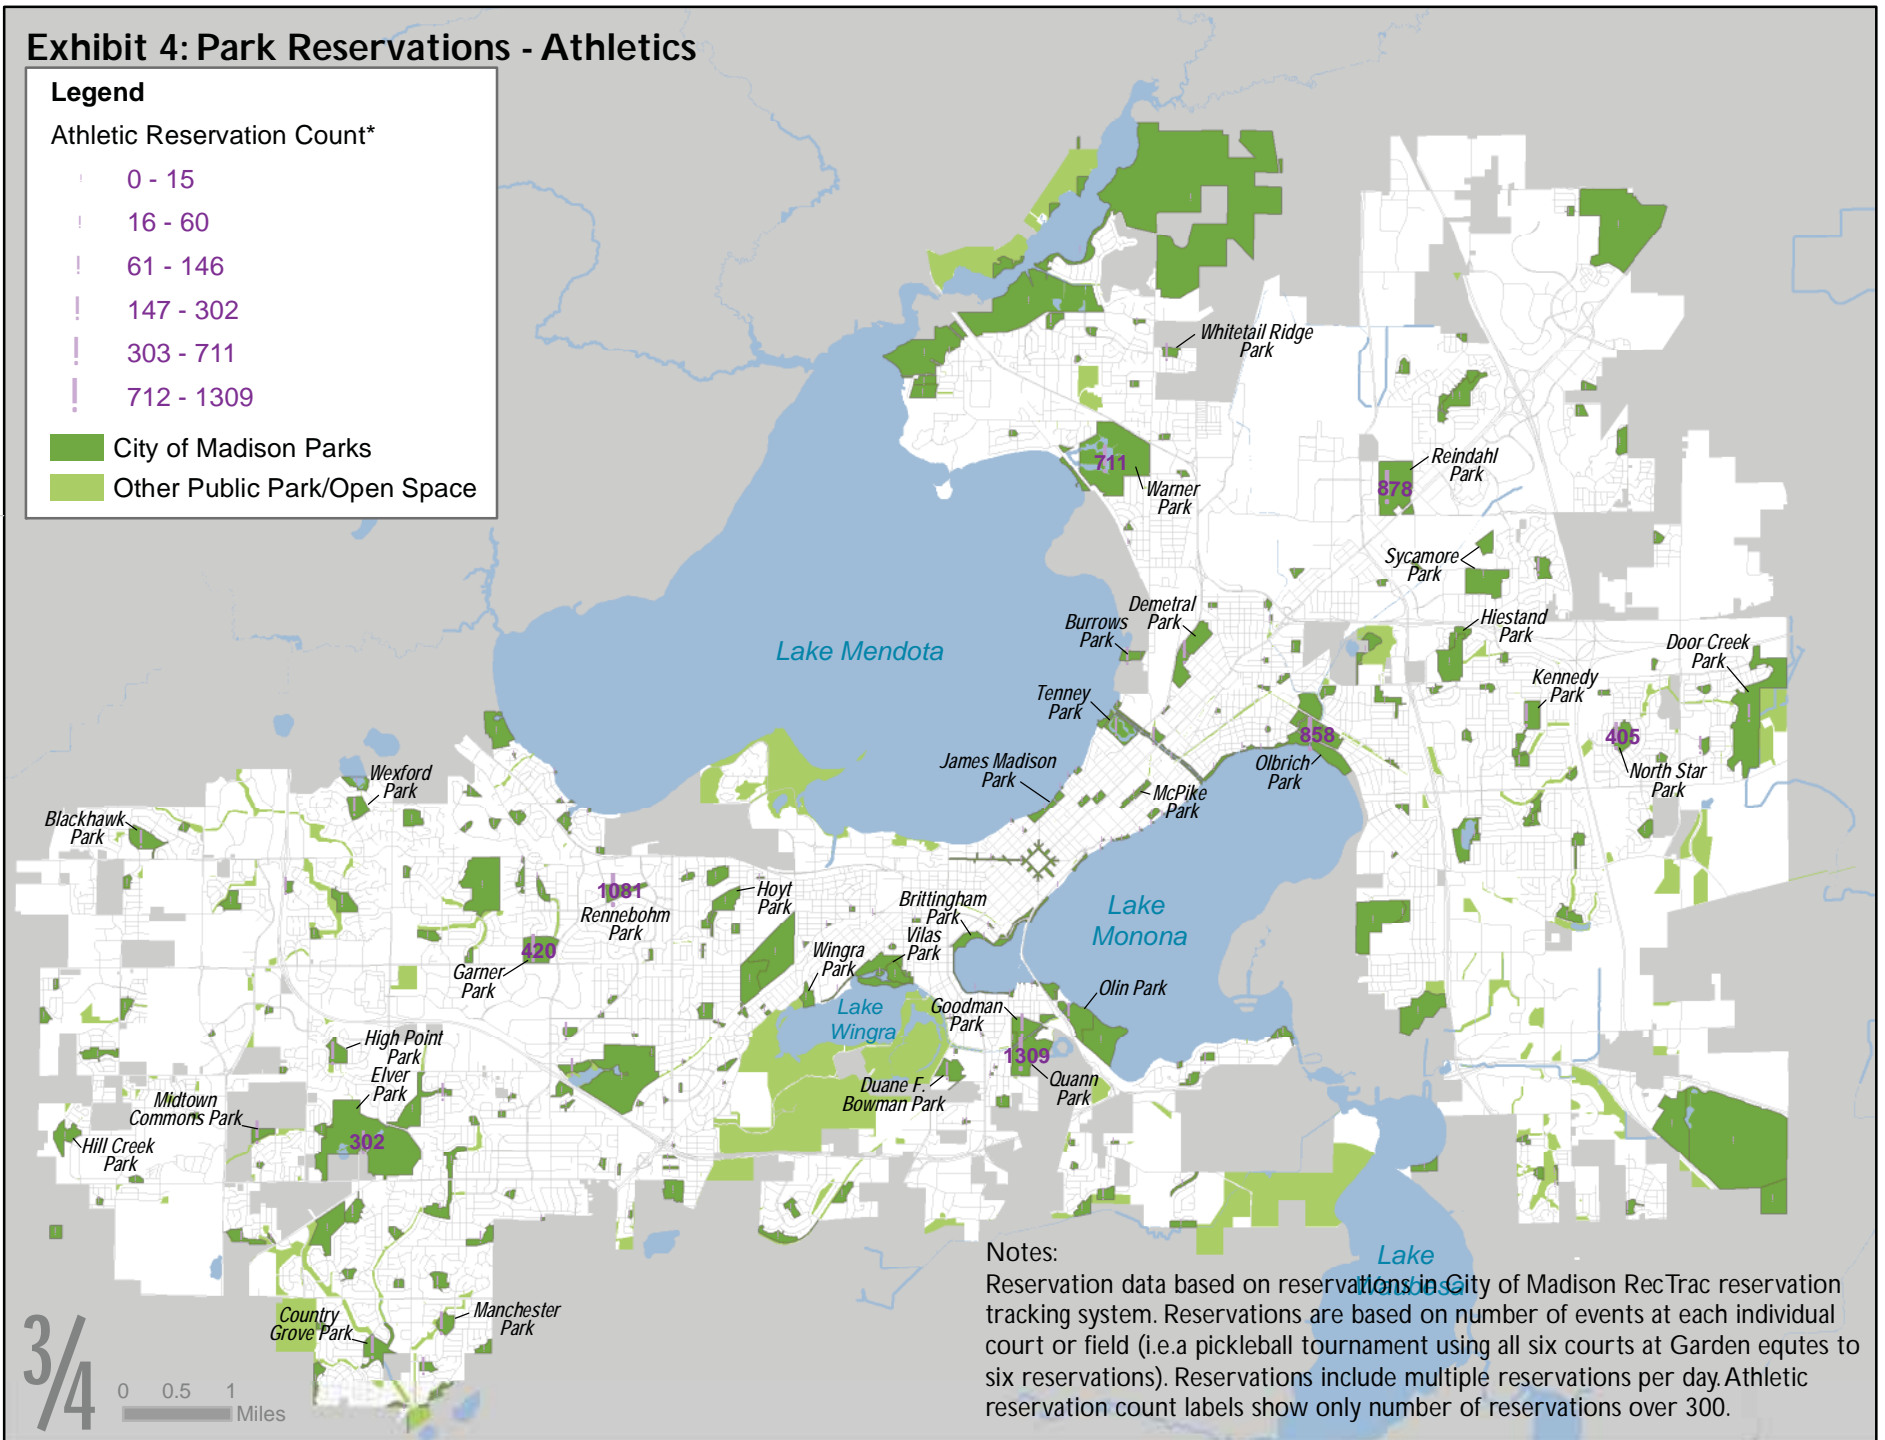 Exhibit 4: Park Reservations - Athletics
Legend
Athletic Reservation Count*
0 - 15
16 - 60
61 - 146
147 - 302
303 - 711
712 - 1309
City of Madison Parks
Other Public Park/Open Space
Whitetail Ridge
Park
711
Warner
Park
Reindahl
Park
878
Sycamore
Park
Demetral
Park
Burrows
Park
Hiestand
Park
Door Creek
Park
Lake Mendota
Kennedy
Park
Tenney
Park
858
Olbrich
Park
405
North Star
Park
James Madison
Park
McPike
Park
Wexford
Park
Blackhawk
Park
1081
Rennebohm
Park
Hoyt
Park
Brittingham
Park
Lake
Monona
Vilas
Park
420
Garner
Park
Wingra
Park
Olin Park
Lake
Wingra
Goodman
Park
High Point
Park
Elver
Park
1309
Quann
Park
Duane F.
Bowman Park
Midtown
Commons Park
302
Hill Creek
Park
Country
Grove Park
Manchester
Park
Lake
Waubesa
Notes:
Reservation data based on reservations in City of Madison RecTrac reservation
tracking system. Reservations are based on number of events at each individual
court or field (i.e.a pickleball tournament using all six courts at Garden equtes to
six reservations). Reservations include multiple reservations per day. Athletic
reservation count labels show only number of reservations over 300.
3/4
0 0.5 1
Miles